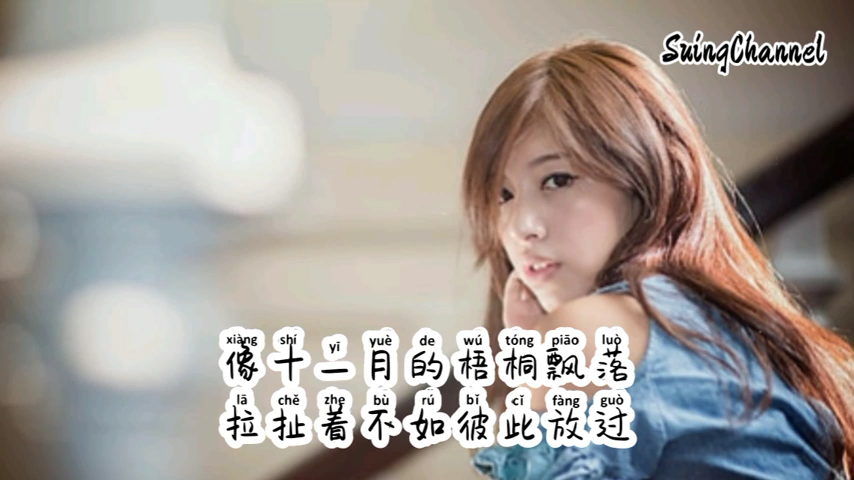 SuingChannel
xiàng shí yī yuè de wú tóng piāo luò
像十二月的梧桐飘落
lā chě zhe bù rú bǐ cǐ fàng guò
拉扯着不如彼此放过